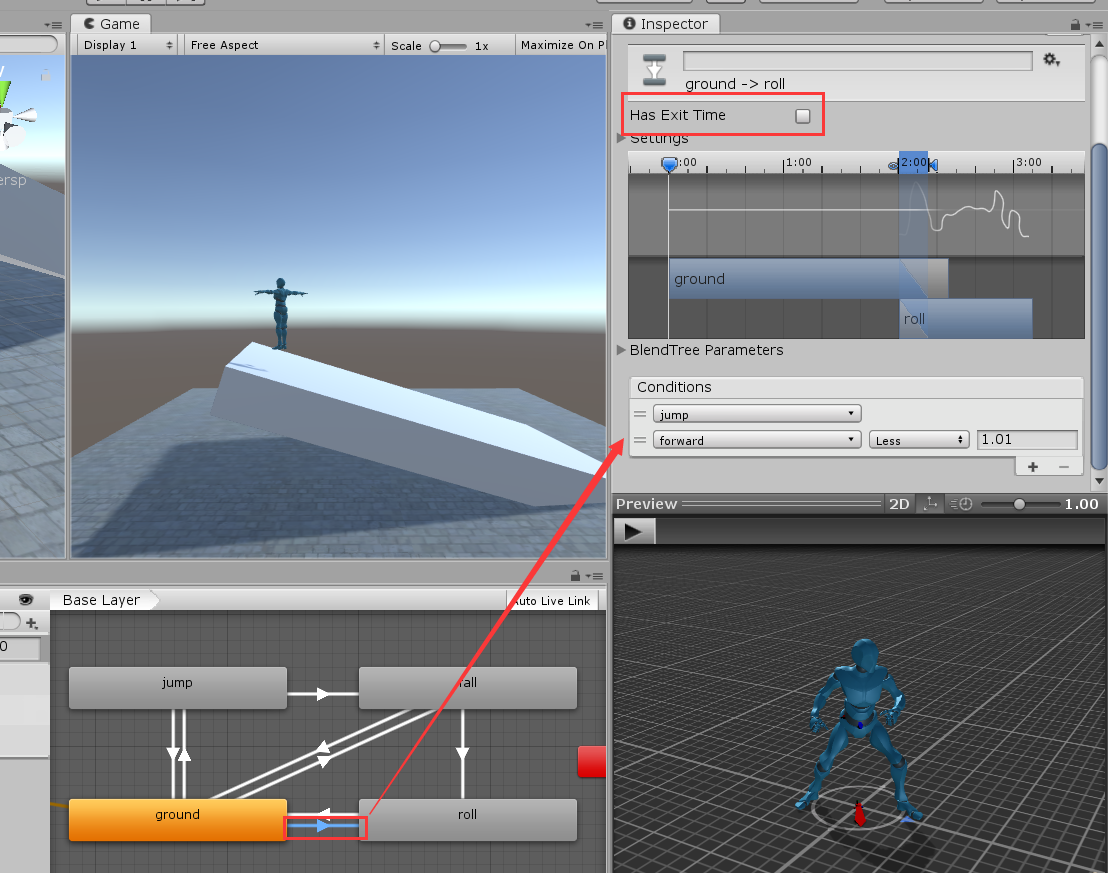 Game
Display 1
Free Aspect
Scale
1x
Maximize On P
ersp
Inspector
ground -> roll
Has Exit Time
Settings
:00
1:00
2:00
3:00
ground
roll
BlendTree Parameters
Conditions
jump
forward
Less
1.01
Preview
2D
1.00
Base Layer
Auto Live Link
0
jump
fall
ground
roll